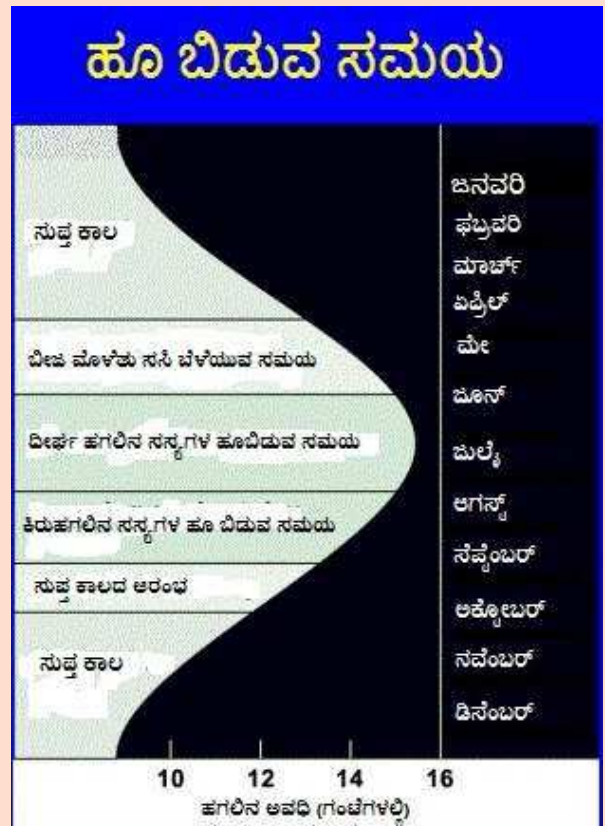 ಹೂ ಬಿಡುವ ಸಮಯ
ಜನವರಿ
ಸುಪ್ತ ಕಾಲ
ಫೆಬ್ರವರಿ
ಮಾರ್ಚ್
ಏಪ್ರಿಲ್
ಬೀಜ ಮೊಳೆತು ಸಸಿ ಬೆಳೆಯುವ ಸಮಯ
ಮೇ
ಜೂನ್
ದೀರ್ಘ ಹಗಲಿನ ಸಸ್ಯಗಳ ಹೂಬಿಡುವ ಸಮಯ
ಜುಲೈ
ಆಗಸ್ಟ್
ಕಿರುಹಗಲಿನ ಸಸ್ಯಗಳ ಹೂ ಬಿಡುವ ಸಮಯ
ಸೆಪ್ಟೆಂಬರ್
ಸುಪ್ತ ಕಾಲದ ಆರಂಭ
ಅಕ್ಟೋಬರ್
ಸುಪ್ತ ಕಾಲ
ನವೆಂಬರ್
ಡಿಸೆಂಬರ್
10 12 14 16
ಹಗಲಿನ ಅವಧಿ (ಗಂಟೆಗಳಲ್ಲಿ)